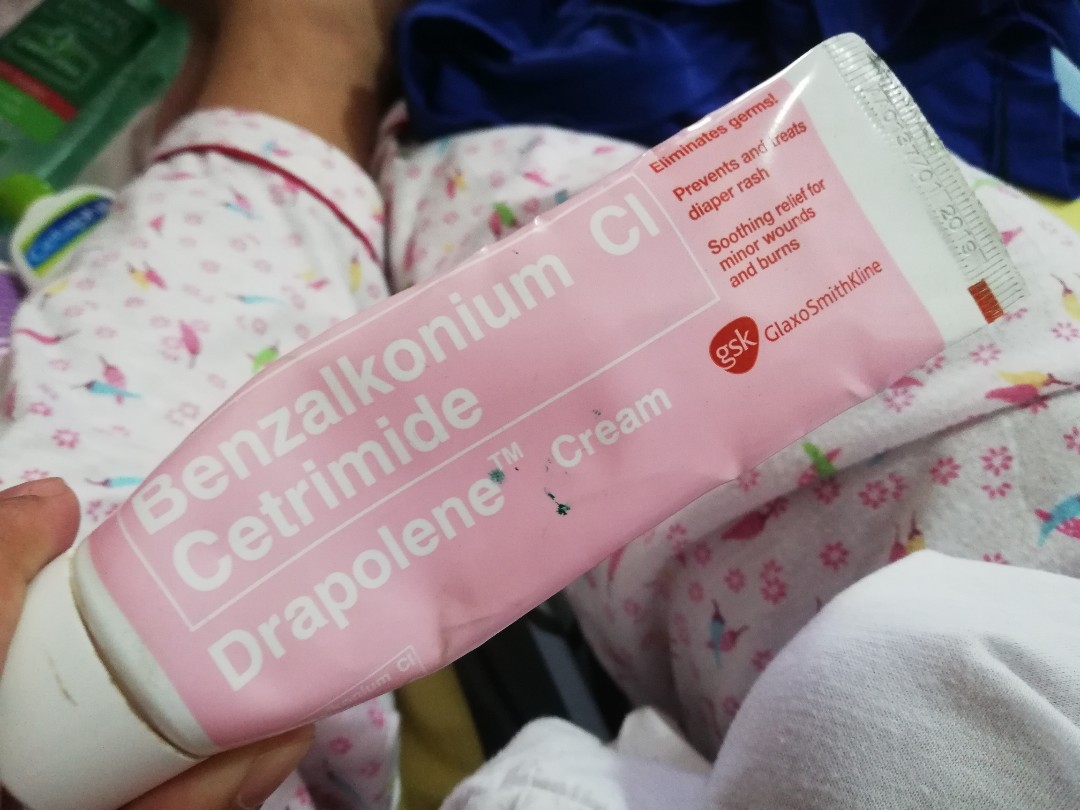 Benzalkonium Cl
Cetrimide
Drapolene™ Cream
Eliminates germs!
Prevents and treats
diaper rash
Soothing relief for
minor wounds
and burns
gsk GlaxoSmithKline